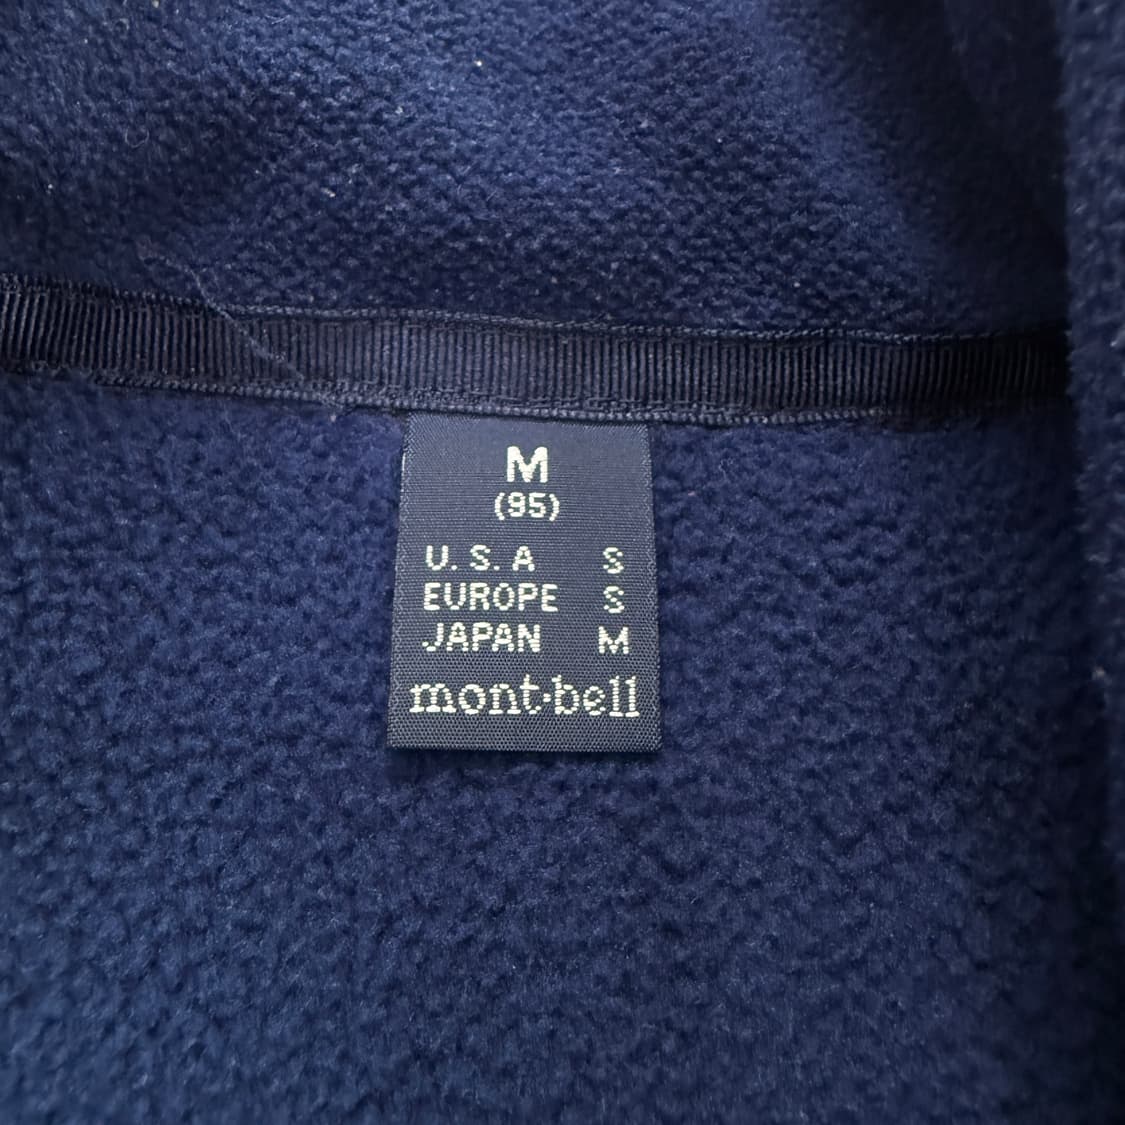 M
(95)
U.S.A S
EUROPE S
JAPAN M
mont·bell